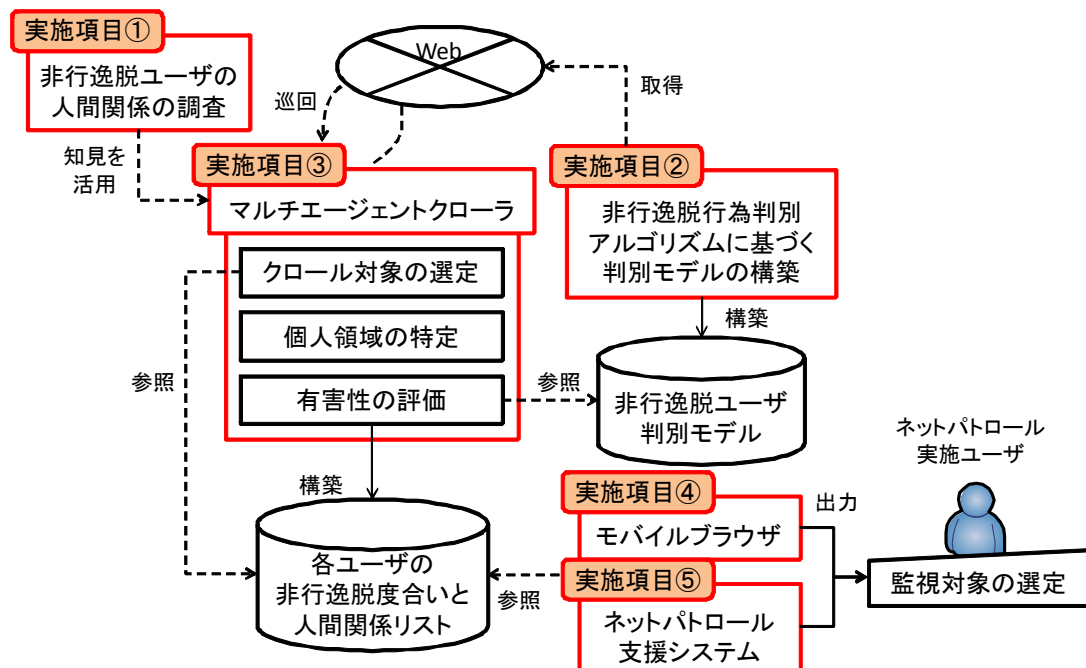 実施項目①
非行逸脱ユーザの
人間関係の調査
Web
巡回
取得
知見を
活用
実施項目③
マルチエージェントクローラ
クロール対象の選定
個人領域の特定
有害性の評価
実施項目②
非行逸脱行為判別
アルゴリズムに基づく
判別モデルの構築
構築
参照
参照
非行逸脱ユーザ
判別モデル
構築
各ユーザの
非行逸脱度合いと
人間関係リスト
参照
実施項目④
モバイルブラウザ
実施項目⑤
ネットパトロール
支援システム
出力
ネットパトロール
実施ユーザ
監視対象の選定